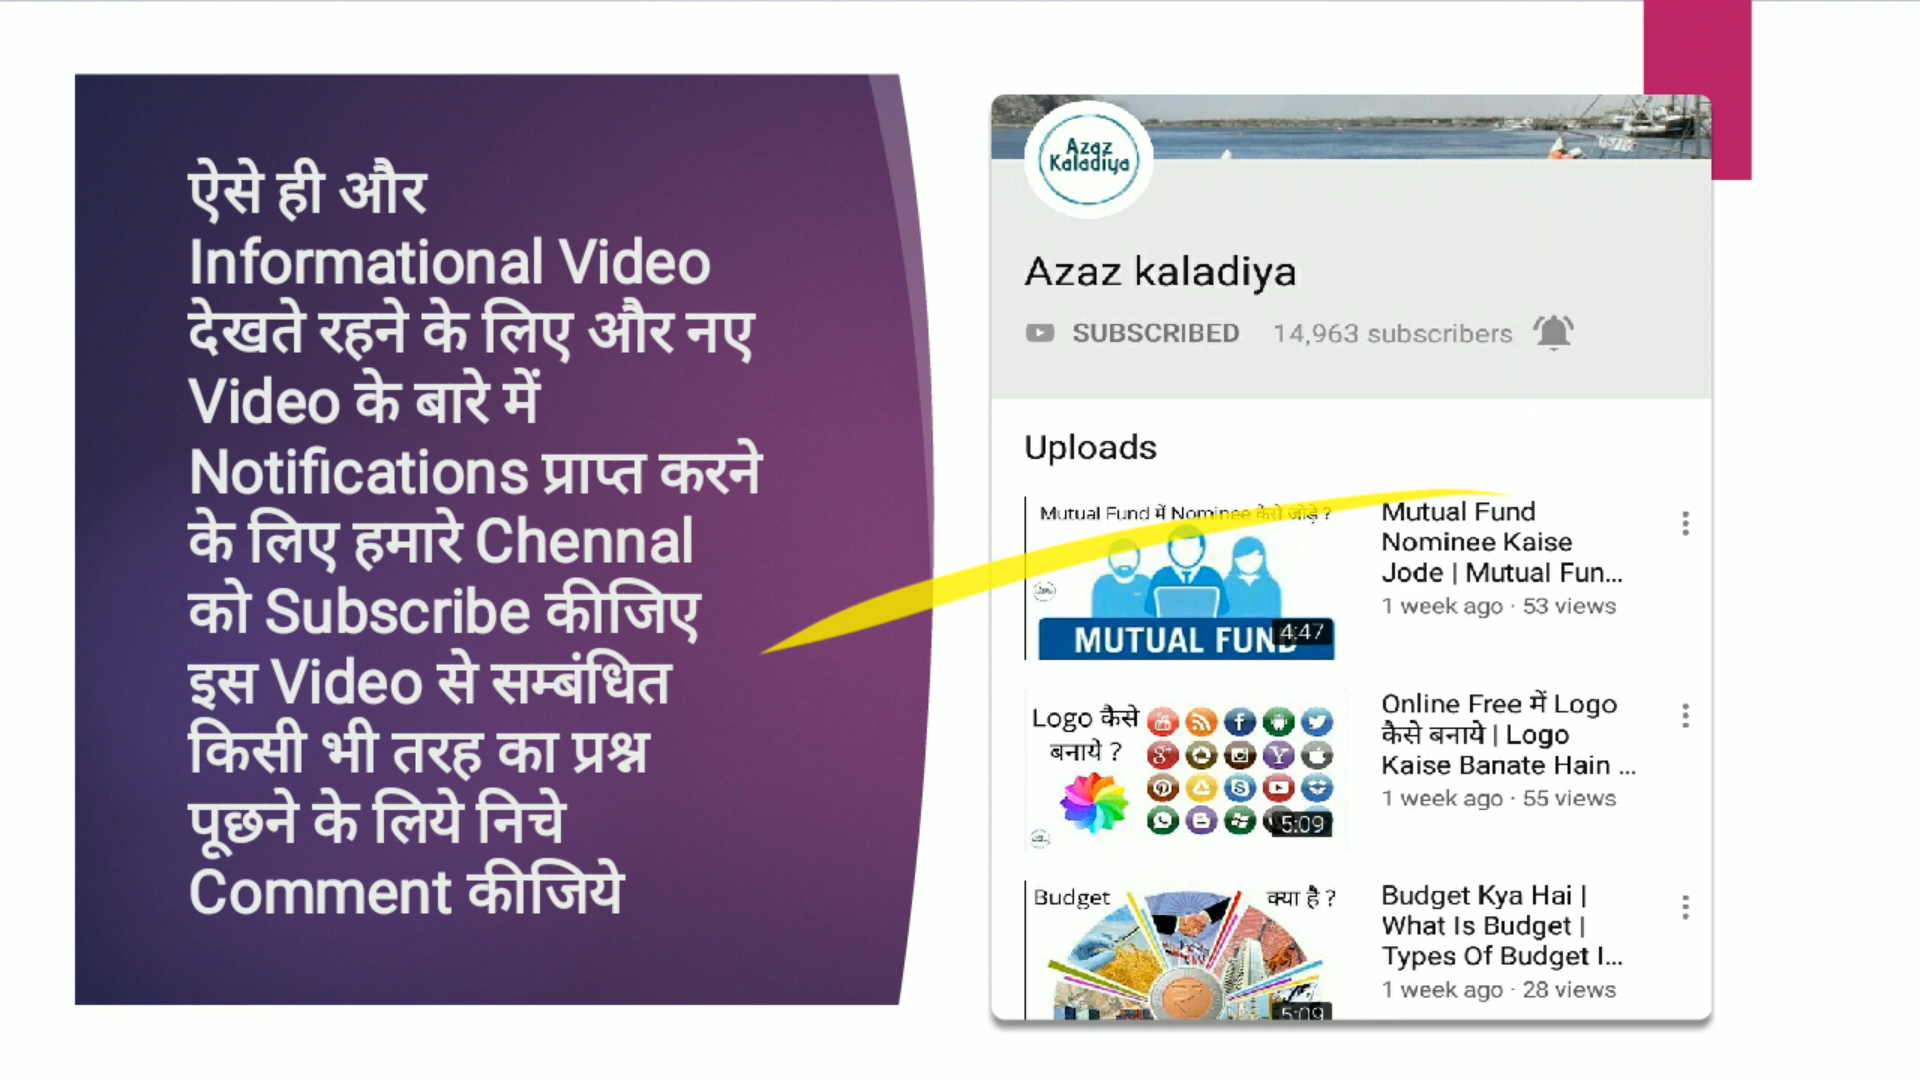 ऐसे ही और
Informational Video
देखते रहने के लिए और नए
Video के बारे में
Notifications प्राप्त करने
के लिए हमारे Chennal
को Subscribe कीजिए
इस Video से सम्बंधित
किसी भी तरह का प्रश्न
पूछने के लिये निचे
Comment कीजिये
Azaz
Kaladiya
Azaz kaladiya
SUBSCRIBED 14,963 subscribers
Uploads
Mutual Fund में Nominee कैसे जोड़े ?
MUTUAL FUND
4:47
Mutual Fund
Nominee Kaise
Jode | Mutual Fun...
1 week ago · 53 views
Logo कैसे
बनाये ?
5:09
Online Free में Logo
कैसे बनाये | Logo
Kaise Banate Hain ...
1 week ago · 55 views
Budget क्या है ?
5:09
Budget Kya Hai |
What Is Budget |
Types Of Budget I...
1 week ago · 28 views